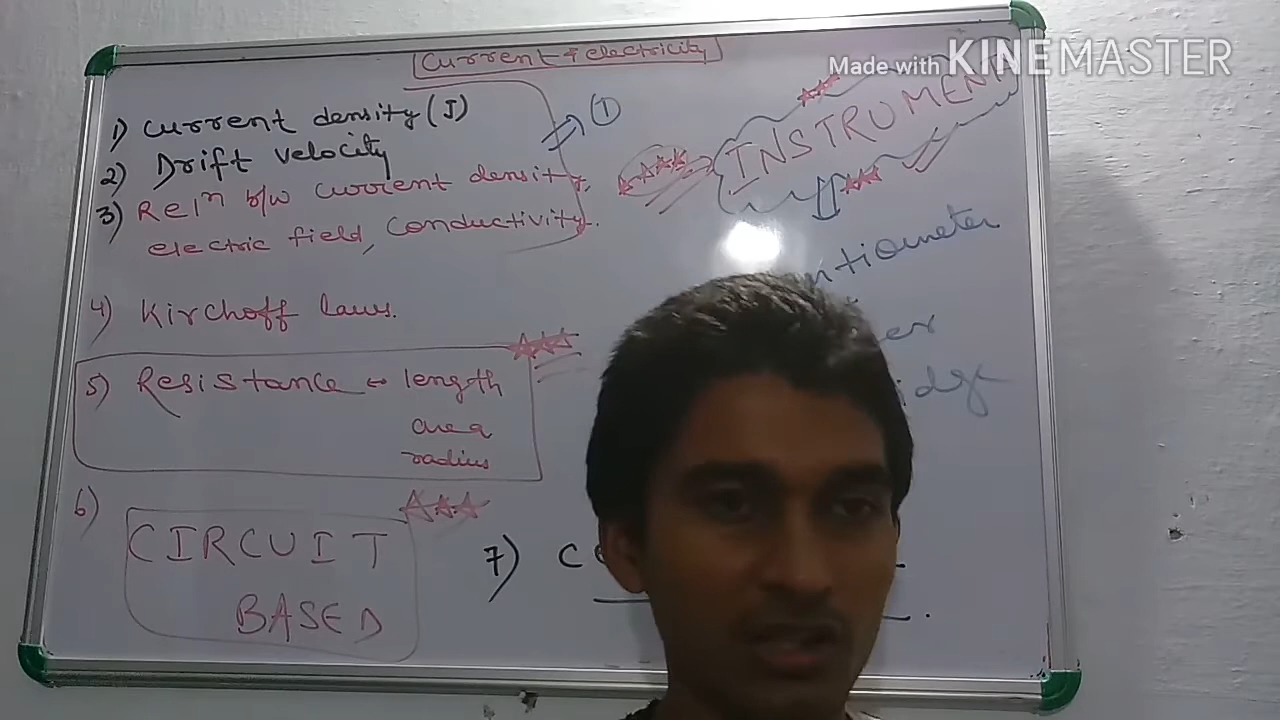 Current & electricity
Made with KINEMASTER
1) Current density (J)
2) Drift velocity
3) Relⁿ b/w current density,
electric field, conductivity.
①
INSTRUMENT
4) Kirchoff laws.
5) Resistance ↔ length
area
radius
6) CIRCUIT
BASED
7)